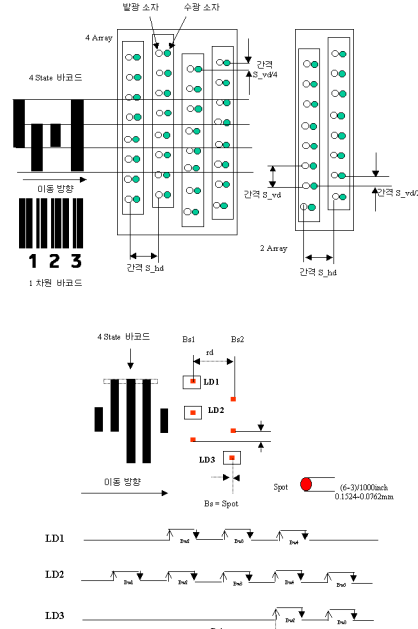 발광 소자 수광 소자
4 Array
간격
S_vd/4
4 State 바코드
이동 방향
간격 S_vd
간격 S_vd/2
2 Array
1 2 3
간격 S_hd
간격 S_hd
1 차원 바코드
4 State 바코드
Bs1 Bs2
rd
LD1
LD2
LD3
이동 방향
Spot
(6-3)/1000inch
0.1524-0.0762mm
Bs = Spot
LD1
LD2
LD3